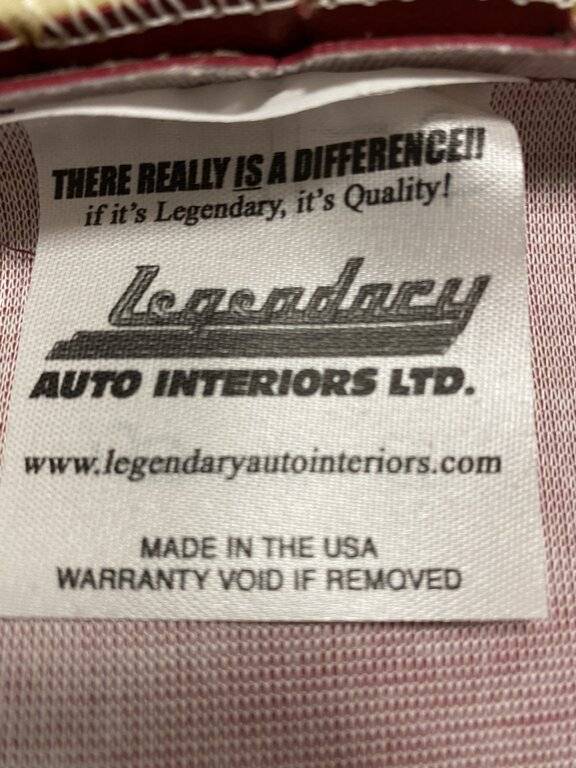 THERE REALLY IS A DIFFERENCE!!
if it's Legendary, it's Quality!
Legendary
AUTO INTERIORS LTD.
www.legendaryautointeriors.com
MADE IN THE USA
WARRANTY VOID IF REMOVED